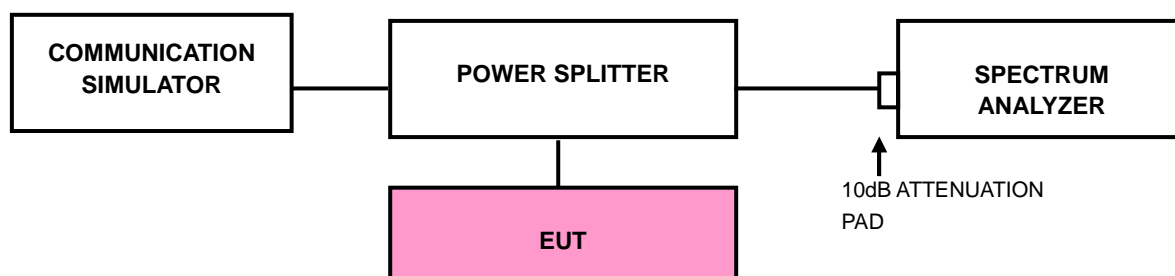 COMMUNICATION
SIMULATOR
POWER SPLITTER
SPECTRUM
ANALYZER
10dB ATTENUATION
PAD
EUT